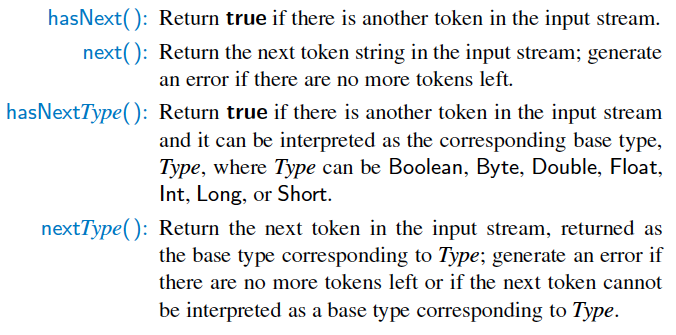 hasNext( ): Return true if there is another token in the input stream.
next( ): Return the next token string in the input stream; generate
an error if there are no more tokens left.
hasNextType( ): Return true if there is another token in the input stream
and it can be interpreted as the corresponding base type,
Type, where Type can be Boolean, Byte, Double, Float,
Int, Long, or Short.
nextType( ): Return the next token in the input stream, returned as
the base type corresponding to Type; generate an error if
there are no more tokens left or if the next token cannot
be interpreted as a base type corresponding to Type.